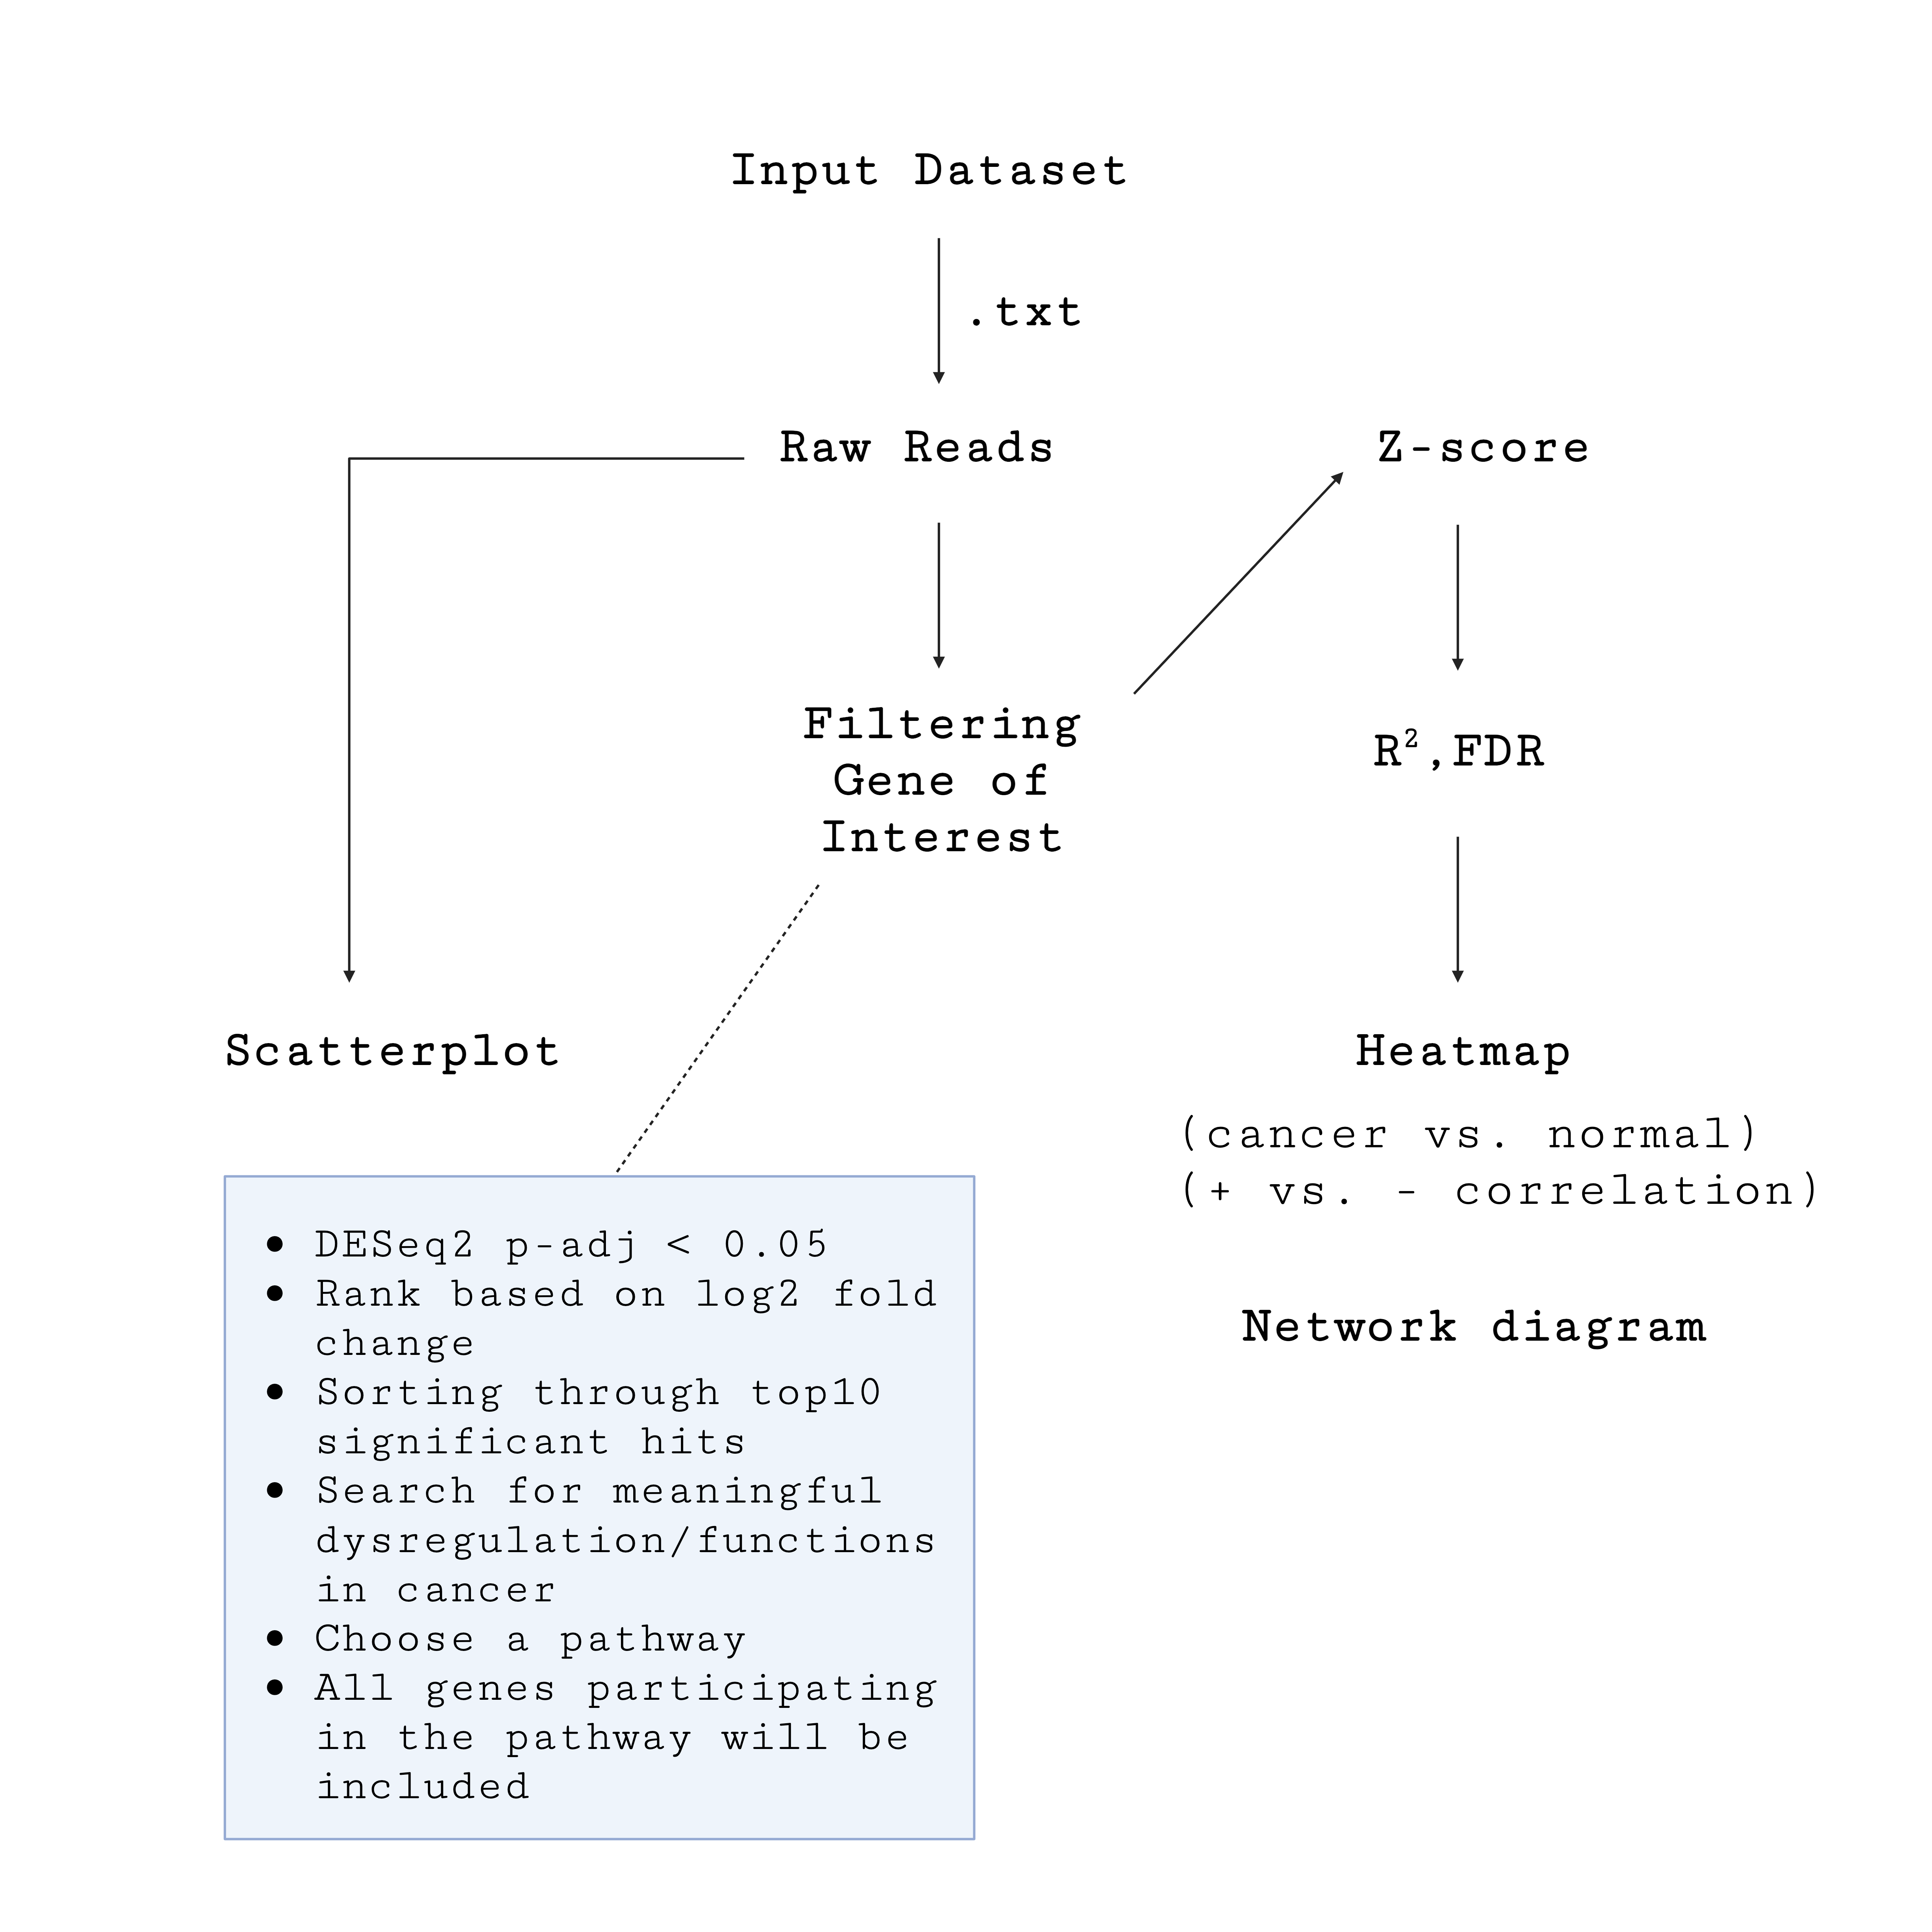 Input Dataset
.txt
Raw Reads
Z-score
Filtering
Gene of
Interest
R²,FDR
Scatterplot
Heatmap
(cancer vs. normal)
(+ vs. - correlation)
Network diagram
● DESeq2 p-adj < 0.05
● Rank based on log2 fold
change
● Sorting through top10
significant hits
● Search for meaningful
dysregulation/functions
in cancer
● Choose a pathway
● All genes participating
in the pathway will be
included